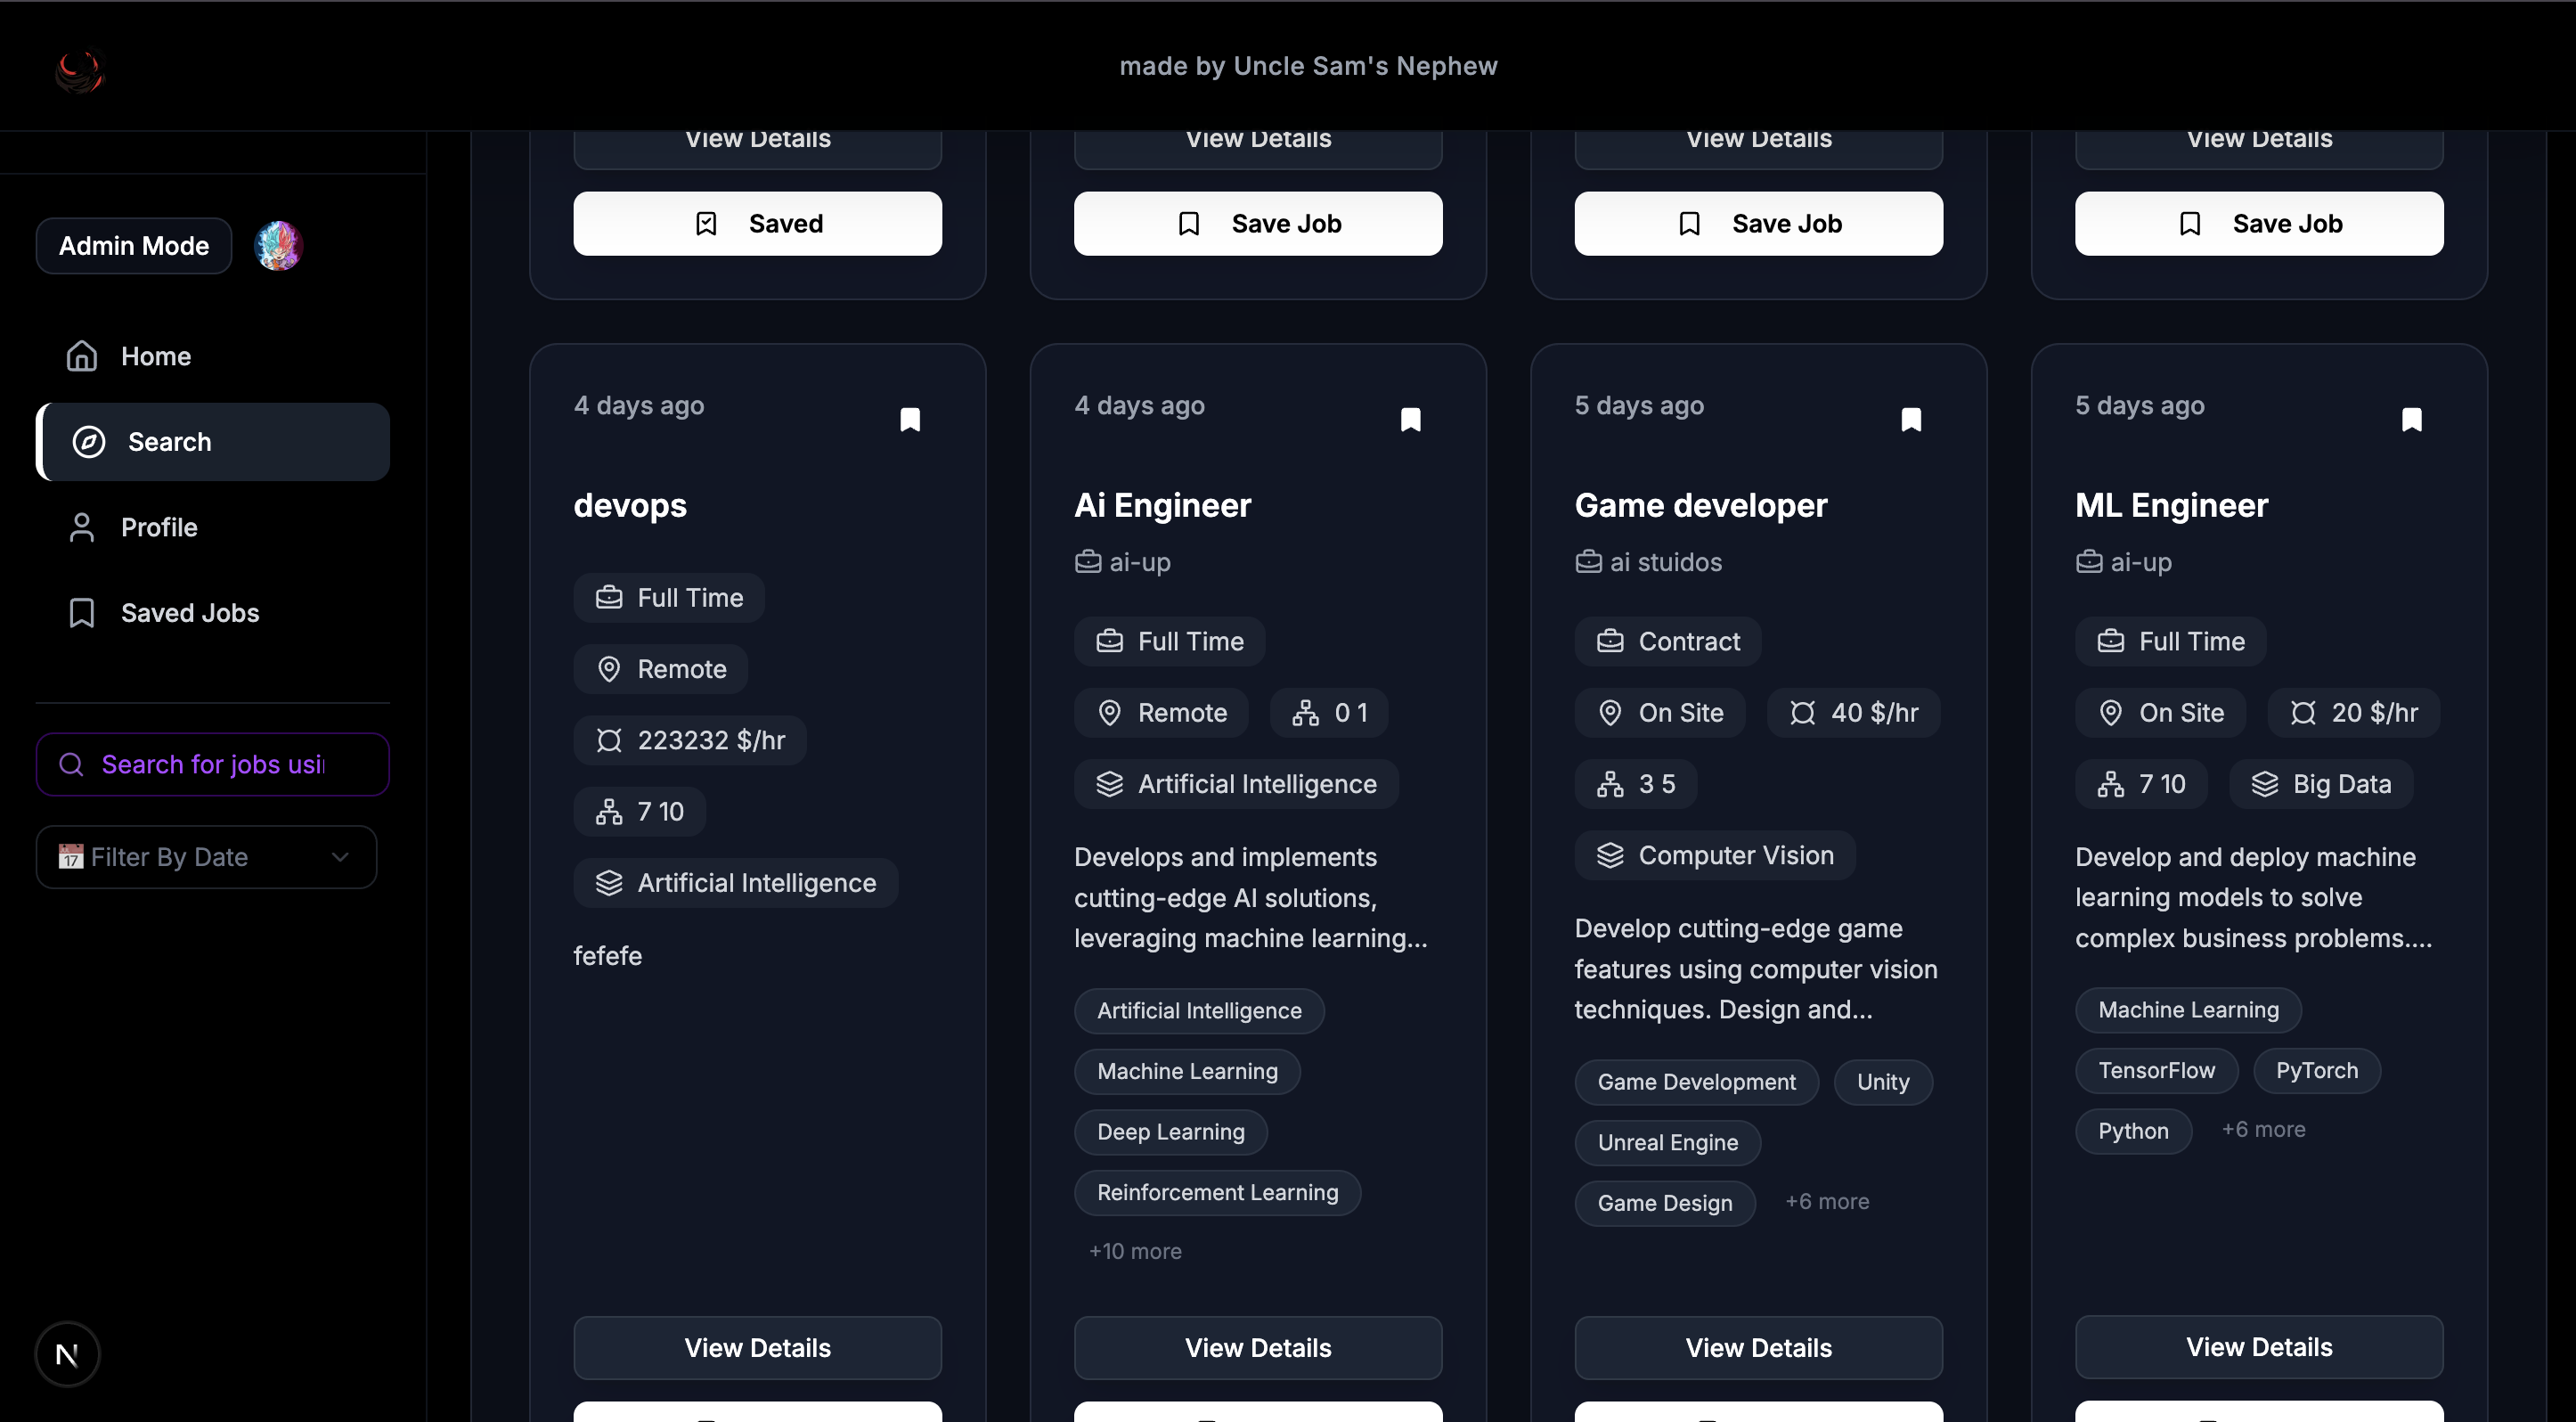 made by Uncle Sam's Nephew
Admin Mode
Home
Search
Profile
Saved Jobs
Search for jobs usi
17 Filter By Date
N
View Details
Saved
View Details
Save Job
View Details
Save Job
View Details
Save Job
4 days ago
devops
Full Time
Remote
223232 $/hr
7 10
Artificial Intelligence
fefefe
View Details
4 days ago
Ai Engineer
ai-up
Full Time
Remote
0 1
Artificial Intelligence
Develops and implements
cutting-edge AI solutions,
leveraging machine learning...
Artificial Intelligence
Machine Learning
Deep Learning
Reinforcement Learning
+10 more
View Details
5 days ago
Game developer
ai stuidos
Contract
On Site
40 $/hr
3 5
Computer Vision
Develop cutting-edge game
features using computer vision
techniques. Design and...
Game Development
Unity
Unreal Engine
Game Design
+6 more
View Details
5 days ago
ML Engineer
ai-up
Full Time
On Site
20 $/hr
7 10
Big Data
Develop and deploy machine
learning models to solve
complex business problems....
Machine Learning
TensorFlow
PyTorch
Python
+6 more
View Details